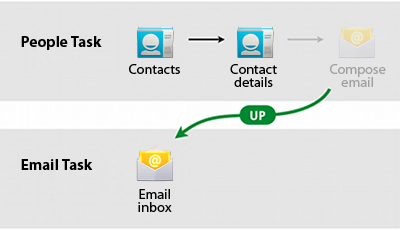 People Task
Contacts
Contact
details
Compose
email
UP
Email Task
Email
inbox